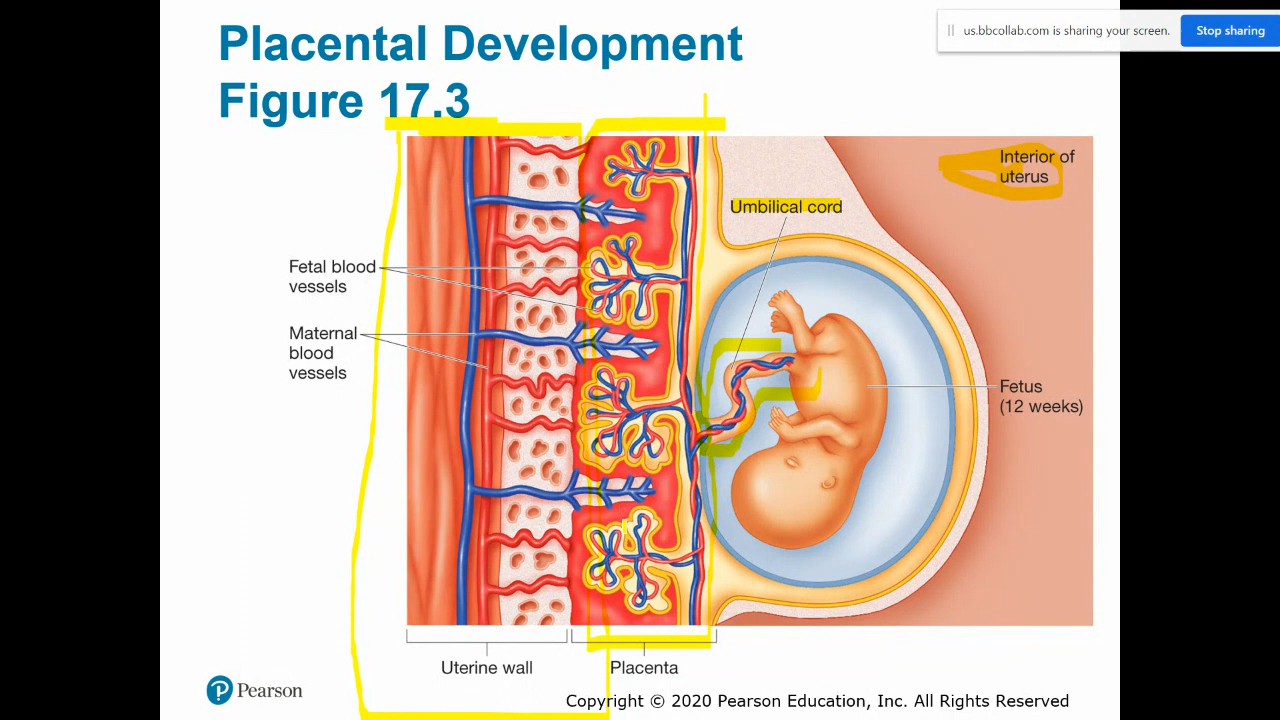 Placental Development
Figure 17.3
us.bbcollab.com is sharing your screen.
Stop sharing
Interior of
uterus
Umbilical cord
Fetal blood
vessels
Maternal
blood
vessels
Fetus
(12 weeks)
Uterine wall
Placenta
Pearson
Copyright © 2020 Pearson Education, Inc. All Rights Reserved